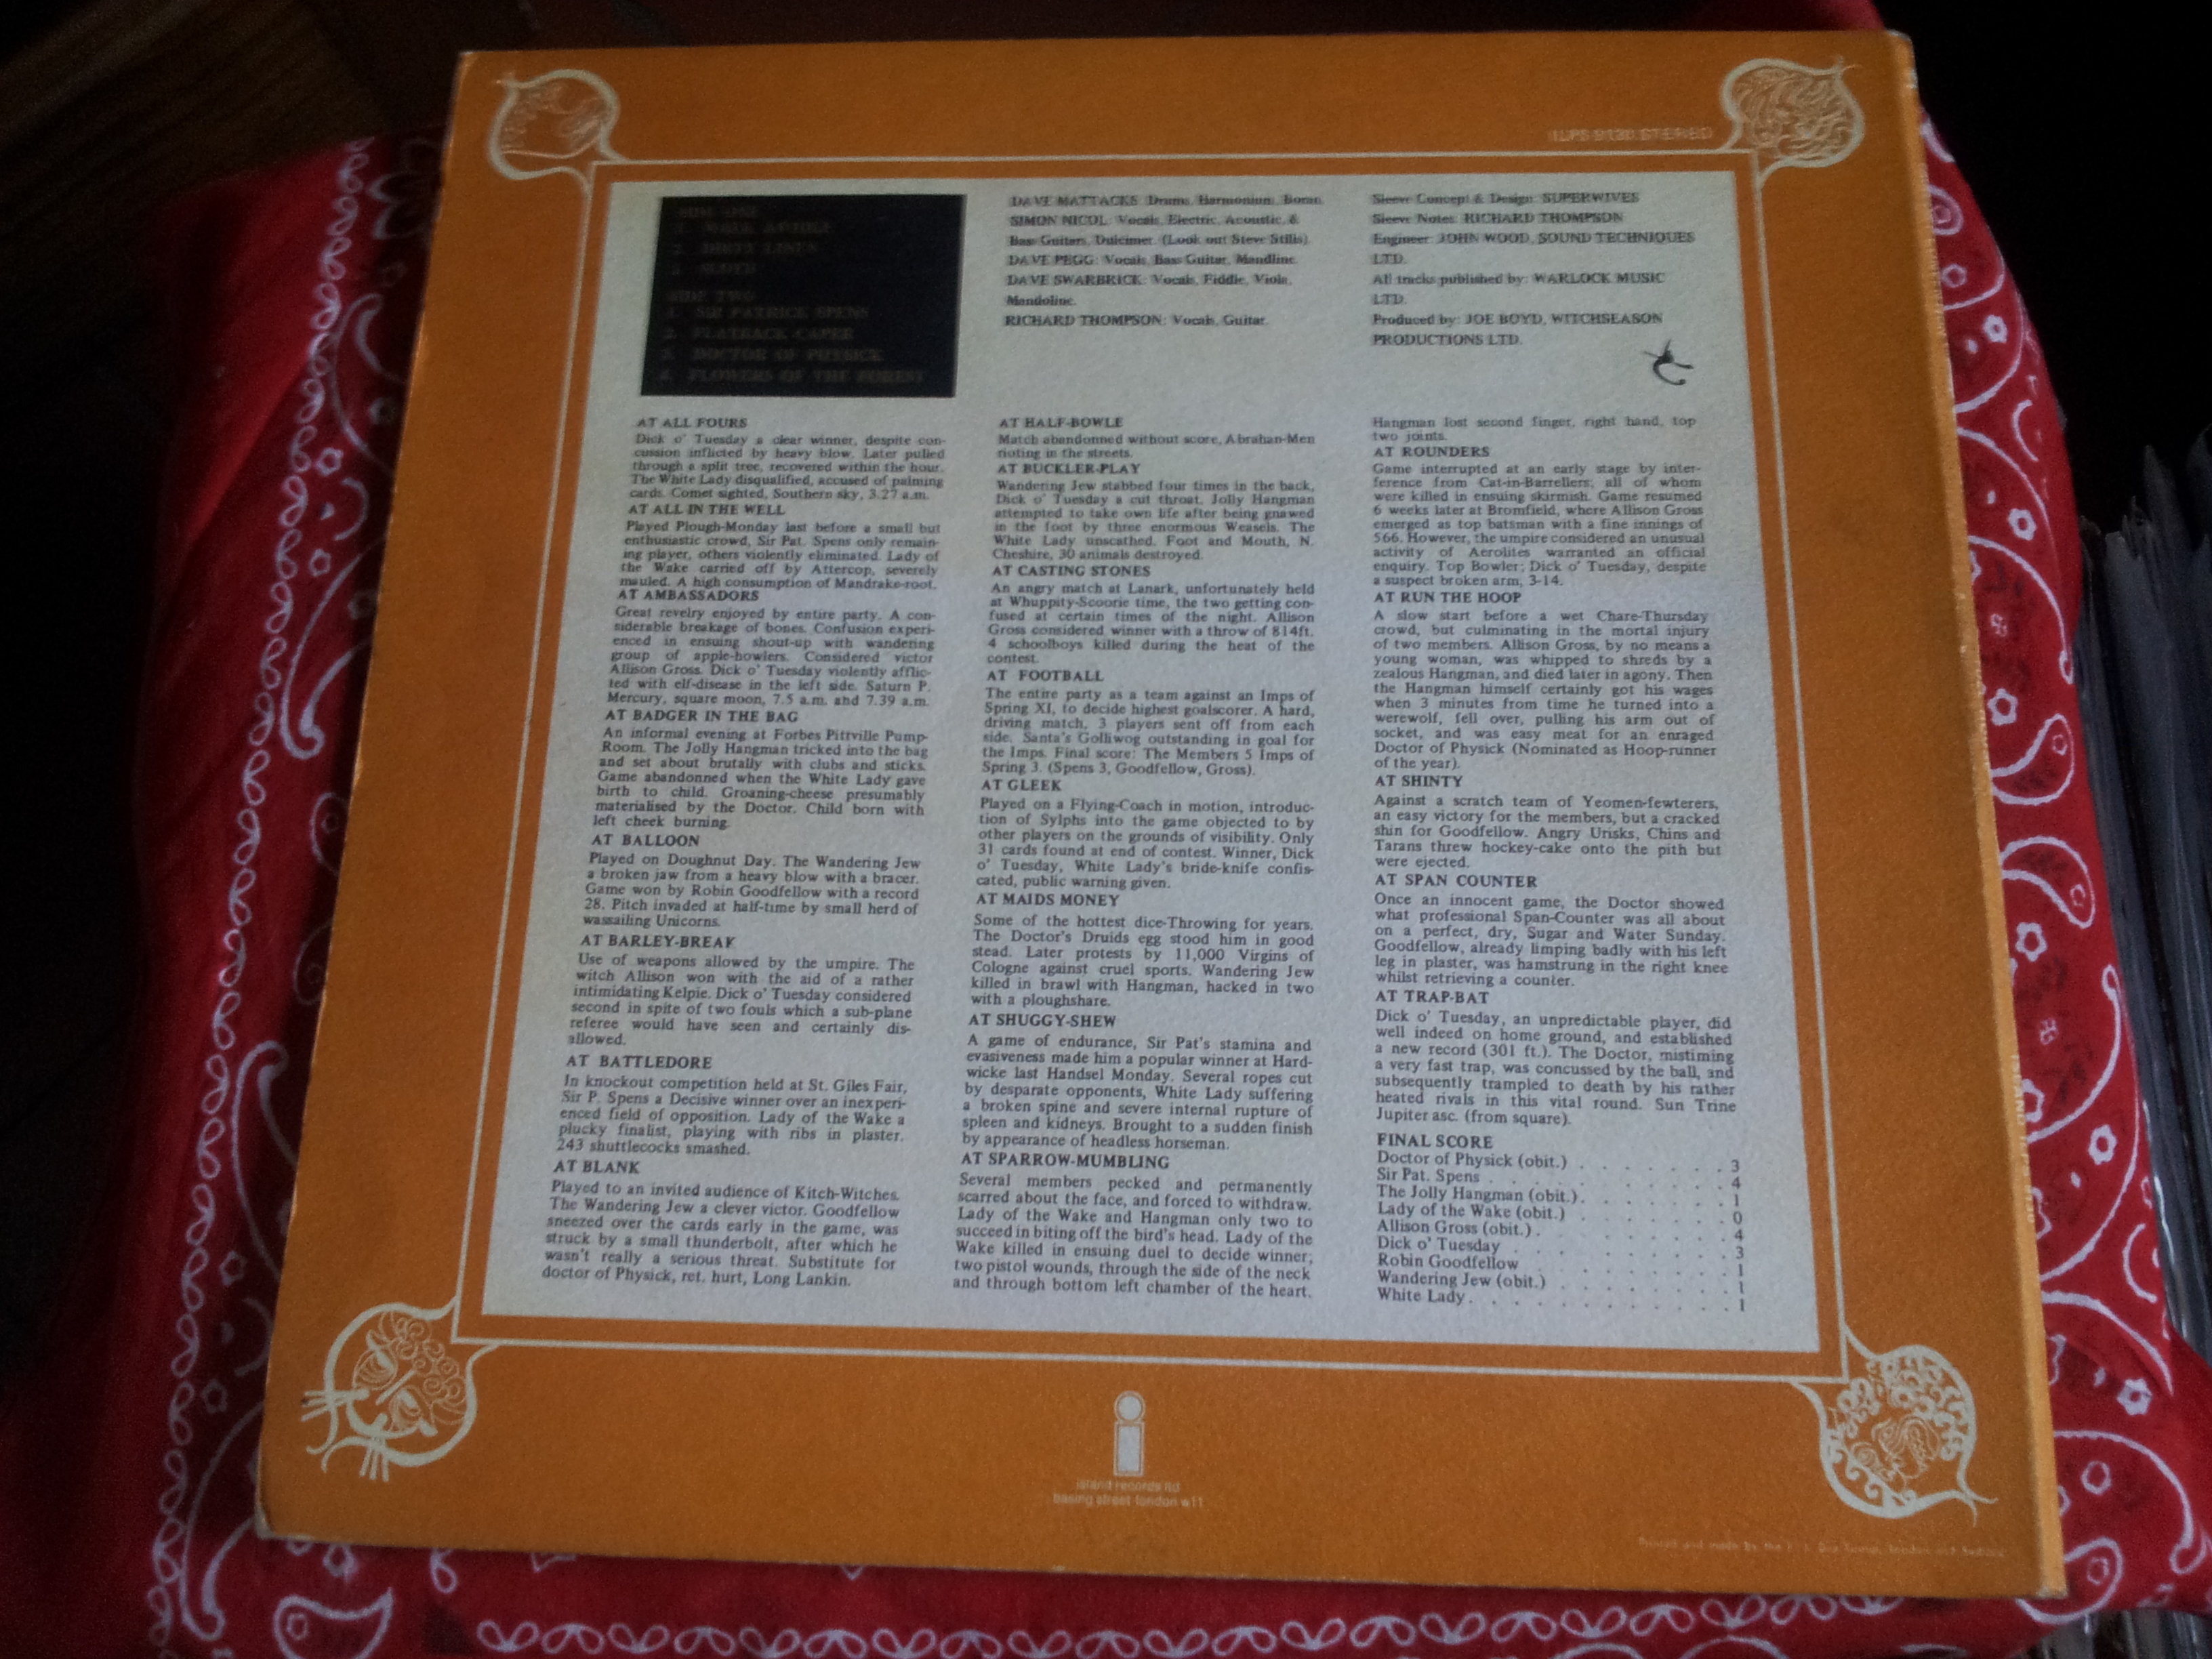 ILPS 9130 STEREO
SIDE ONE
1. WALK AWHILE
2. DIRTY LINEN
3. SLOTH
SIDE TWO
1. SIR PATRICK SPENS
2. FLATBACK CAPER
3. DOCTOR OF PHYSICK
4. FLOWERS OF THE FOREST
DAVE MATTACKS: Drums, Harmonium, Boran.
SIMON NICOL: Vocals, Electric, Acoustic, &
Bass Guitars, Dulcimer. (Look out Steve Stills).
DAVE PEGG: Vocals, Bass Guitar, Mandline.
DAVE SWARBRICK: Vocals, Fiddle, Viola,
Mandoline.
RICHARD THOMPSON: Vocals, Guitar.
Sleeve Concept & Design: SUPERWIVES
Sleeve Notes: RICHARD THOMPSON
Engineer: JOHN WOOD, SOUND TECHNIQUES
LTD.
All tracks published by: WARLOCK MUSIC
LTD.
Produced by: JOE BOYD, WITCHSEASON
PRODUCTIONS LTD.
AT ALL FOURS
Dick o' Tuesday a clear winner, despite con-
cussion inflicted by heavy blow. Later pulled
through a split tree, recovered within the hour.
The White Lady disqualified, accused of palming
cards. Comet sighted, Southern sky, 3.27 a.m.
AT ALL IN THE WELL
Played Plough-Monday last before a small but
enthusiastic crowd, Sir Pat. Spens only remain-
ing player, others violently eliminated. Lady of
the Wake carried off by Attercop, severely
mauled. A high consumption of Mandrake-root.
AT AMBASSADORS
Great revelry enjoyed by entire party. A con-
siderable breakage of bones. Confusion experi-
enced in ensuing shout-up with wandering
group of apple-howlers. Considered victor
Allison Gross. Dick o' Tuesday violently afflic-
ted with elf-disease in the left side. Saturn P.
Mercury, square moon, 7.5 a.m. and 7.39 a.m.
AT BADGER IN THE BAG
An informal evening at Forbes Pittville Pump-
Room. The Jolly Hangman tricked into the bag
and set about brutally with clubs and sticks.
Game abandonned when the White Lady gave
birth to child. Groaning-cheese presumably
materialised by the Doctor. Child born with
left cheek burning.
AT BALLOON
Played on Doughnut Day. The Wandering Jew
a broken jaw from a heavy blow with a bracer.
Game won by Robin Goodfellow with a record
28. Pitch invaded at half-time by small herd of
wassailing Unicorns.
AT BARLEY-BREAK
Use of weapons allowed by the umpire. The
witch Allison won with the aid of a rather
intimidating Kelpie. Dick o' Tuesday considered
second in spite of two fouls which a sub-plane
referee would have seen and certainly dis-
allowed.
AT BATTLEDORE
In knockout competition held at St. Giles Fair,
Sir P. Spens a Decisive winner over an inexperi-
enced field of opposition. Lady of the Wake a
plucky finalist, playing with ribs in plaster.
243 shuttlecocks smashed.
AT BLANK
Played to an invited audience of Kitch-Witches.
The Wandering Jew a clever victor. Goodfellow
sneezed over the cards early in the game, was
struck by a small thunderbolt, after which he
wasn't really a serious threat. Substitute for
doctor of Physick, ret. hurt, Long Lankin.
AT HALF-BOWLE
Match abandonned without score, Abrahan-Men
rioting in the streets.
AT BUCKLER-PLAY
Wandering Jew stabbed four times in the back,
Dick o' Tuesday a cut throat. Jolly Hangman
attempted to take own life after being gnawed
in the foot by three enormous Weasels. The
White Lady unscathed. Foot and Mouth, N.
Cheshire, 30 animals destroyed.
AT CASTING STONES
An angry match at Lanark, unfortunately held
at Whuppity-Scoorie time, the two getting con-
fused at certain times of the night. Allison
Gross considered winner with a throw of 814ft.
4 schoolboys killed during the heat of the
contest.
AT FOOTBALL
The entire party as a team against an Imps of
Spring XI, to decide highest goalscorer. A hard,
driving match, 3 players sent off from each
side. Santa's Golliwog outstanding in goal for
the Imps. Final score: The Members 5 Imps of
Spring 3. (Spens 3, Goodfellow, Gross).
AT GLEEK
Played on a Flying-Coach in motion, introduc-
tion of Sylphs into the game objected to by
other players on the grounds of visibility. Only
31 cards found at end of contest. Winner, Dick
o' Tuesday, White Lady's bride-knife confis-
cated, public warning given.
AT MAIDS MONEY
Some of the hottest dice-Throwing for years.
The Doctor's Druids egg stood him in good
stead. Later protests by 11,000 Virgins of
Cologne against cruel sports. Wandering Jew
killed in brawl with Hangman, hacked in two
with a ploughshare.
AT SHUGGY-SHEW
A game of endurance, Sir Pat's stamina and
evasiveness made him a popular winner at Hard-
wicke last Handsel Monday. Several ropes cut
by desparate opponents, White Lady suffering
a broken spine and severe internal rupture of
spleen and kidneys. Brought to a sudden finish
by appearance of headless horseman.
AT SPARROW-MUMBLING
Several members pecked and permanently
scarred about the face, and forced to withdraw.
Lady of the Wake and Hangman only two to
succeed in biting off the bird's head. Lady of the
Wake killed in ensuing duel to decide winner;
two pistol wounds, through the side of the neck
and through bottom left chamber of the heart.
Hangman lost second finger, right hand, top
two joints.
AT ROUNDERS
Game interrupted at an early stage by inter-
ference from Cat-in-Barrellers; all of whom
were killed in ensuing skirmish. Game resumed
6 weeks later at Bromfield, where Allison Gross
emerged as top batsman with a fine innings of
566. However, the umpire considered an unusual
activity of Aerolites warranted an official
enquiry. Top Bowler; Dick o' Tuesday, despite
a suspect broken arm, 3-14.
AT RUN THE HOOP
A slow start before a wet Chare-Thursday
crowd, but culminating in the mortal injury
of two members. Allison Gross, by no means a
young woman, was whipped to shreds by a
zealous Hangman, and died later in agony. Then
the Hangman himself certainly got his wages
when 3 minutes from time he turned into a
werewolf, fell over, pulling his arm out of
socket, and was easy meat for an enraged
Doctor of Physick (Nominated as Hoop-runner
of the year).
AT SHINTY
Against a scratch team of Yeomen-fewterers,
an easy victory for the members, but a cracked
shin for Goodfellow. Angry Urisks, Chins and
Tarans threw hockey-cake onto the pith but
were ejected.
AT SPAN COUNTER
Once an innocent game, the Doctor showed
what professional Span-Counter was all about
on a perfect, dry, Sugar and Water Sunday.
Goodfellow, already limping badly with his left
leg in plaster, was hamstrung in the right knee
whilst retrieving a counter.
AT TRAP-BAT
Dick o' Tuesday, an unpredictable player, did
well indeed on home ground, and established
a new record (301 ft.). The Doctor, mistiming
a very fast trap, was concussed by the ball, and
subsequently trampled to death by his rather
heated rivals in this vital round. Sun Trine
Jupiter asc. (from square).
FINAL SCORE
Doctor of Physick (obit.) . . . . . . . 3
Sir Pat. Spens . . . . . . . 4
The Jolly Hangman (obit.) . . . . . . . 1
Lady of the Wake (obit.) . . . . . . . 0
Allison Gross (obit.) . . . . . . . 4
Dick o' Tuesday . . . . . . . 3
Robin Goodfellow . . . . . . . 1
Wandering Jew (obit.) . . . . . . . 1
White Lady . . . . . . . 1
island records ltd
basing street london w11
Printed and made by the